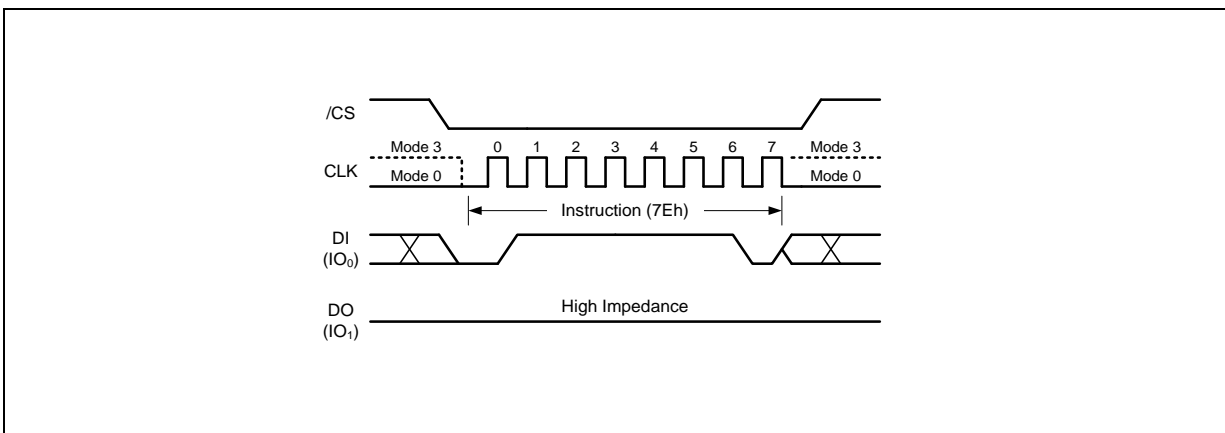 /CS
Mode 3 0 1 2 3 4 5 6 7 Mode 3
CLK
Mode 0 Mode 0
Instruction (7Eh)
DI
(IO₀)
High Impedance
DO
(IO₁)